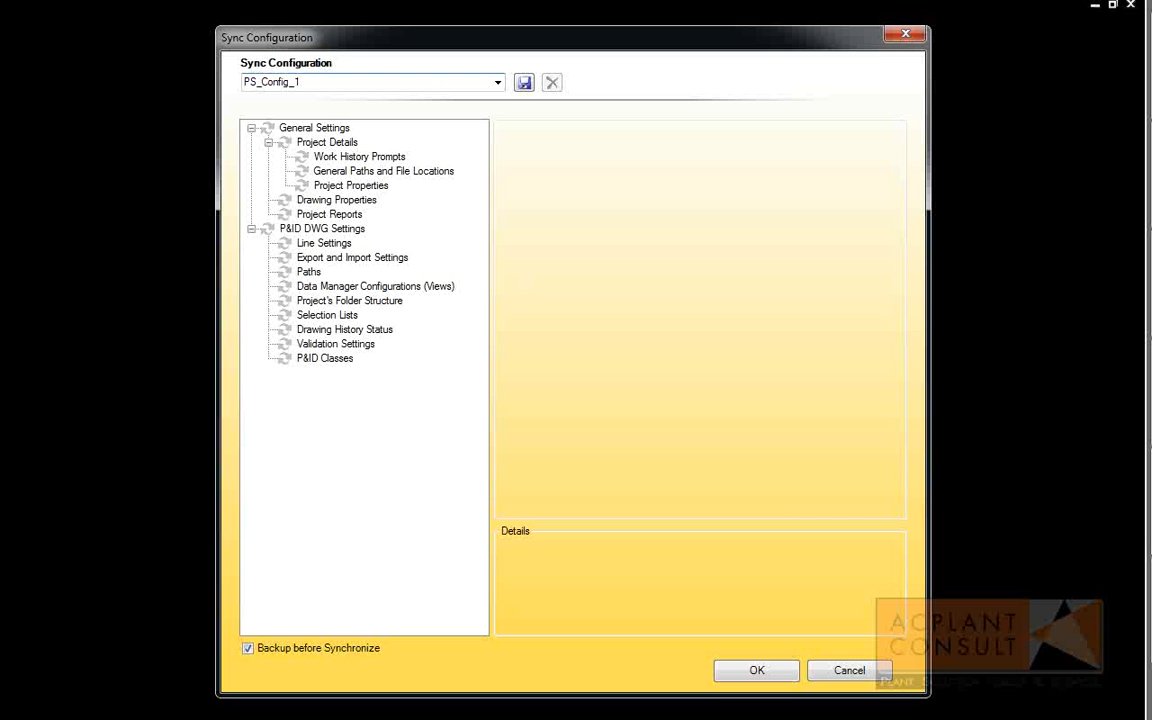 Sync Configuration
Sync Configuration
PS_Config_1
General Settings
Project Details
Work History Prompts
General Paths and File Locations
Project Properties
Drawing Properties
Project Reports
P&ID DWG Settings
Line Settings
Export and Import Settings
Paths
Data Manager Configurations (Views)
Project's Folder Structure
Selection Lists
Drawing History Status
Validation Settings
P&ID Classes
Details
Backup before Synchronize
OK
Cancel
ACPLANT
CONSULT
PLANT